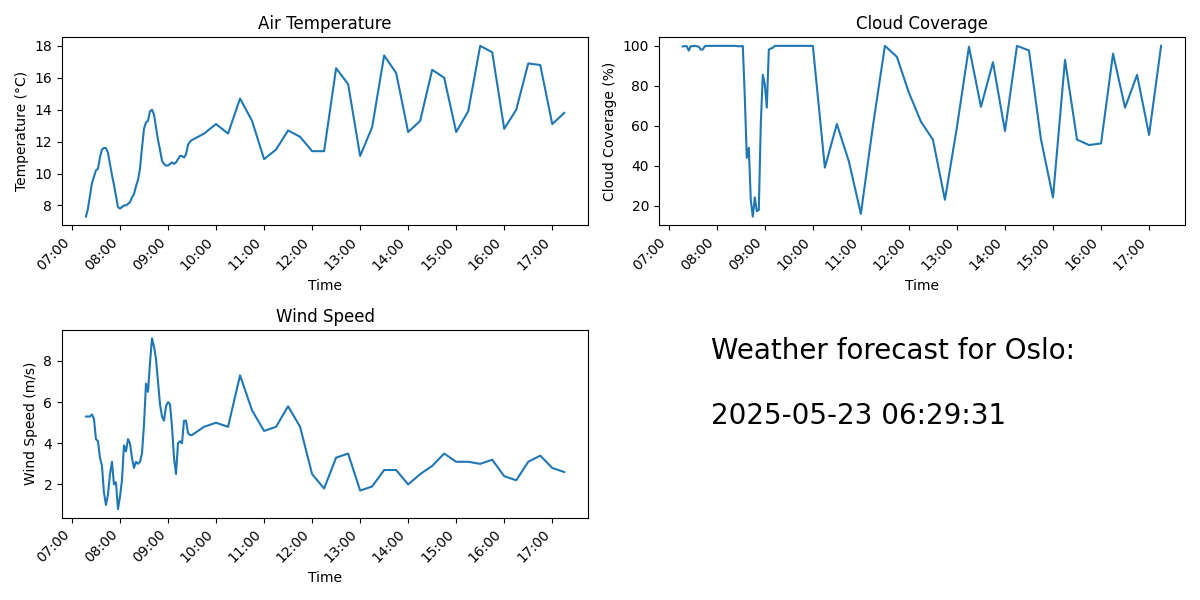 Air Temperature
Temperature (°C)
18
16
14
12
10
8
07:00 08:00 09:00 10:00 11:00 12:00 13:00 14:00 15:00 16:00 17:00
Time
Cloud Coverage
Cloud Coverage (%)
100
80
60
40
20
07:00 08:00 09:00 10:00 11:00 12:00 13:00 14:00 15:00 16:00 17:00
Time
Wind Speed
Wind Speed (m/s)
8
6
4
2
07:00 08:00 09:00 10:00 11:00 12:00 13:00 14:00 15:00 16:00 17:00
Time
Weather forecast for Oslo:
2025-05-23 06:29:31